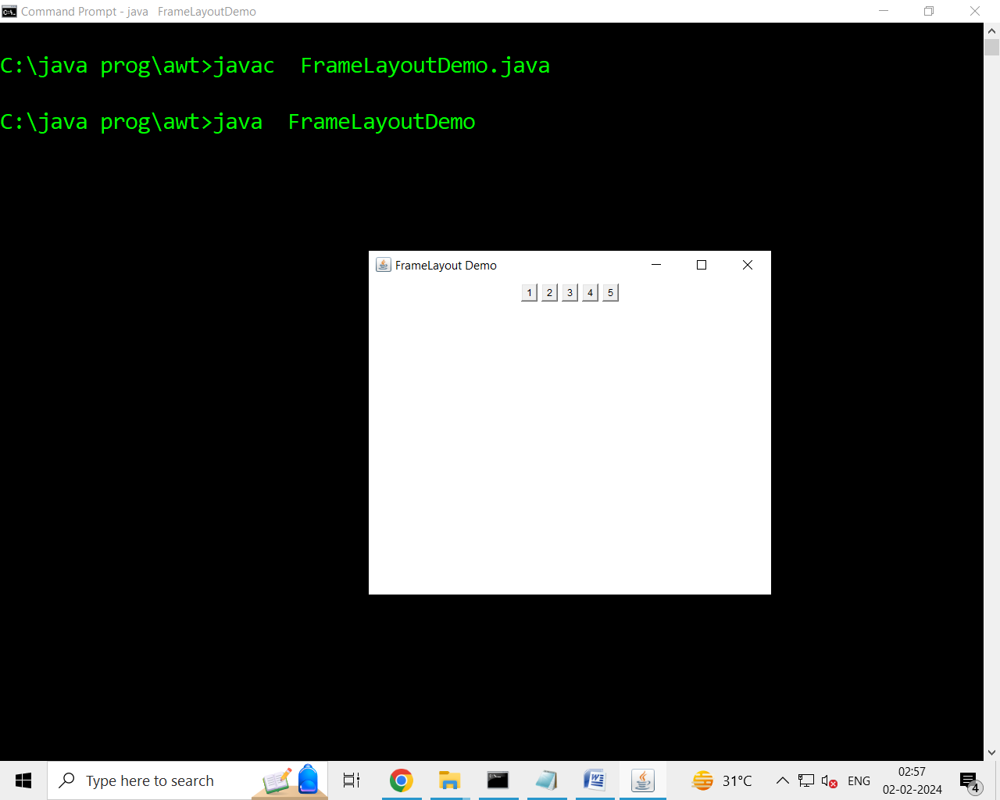 Command Prompt - java   FrameLayoutDemo
C:\java prog\awt>javac  FrameLayoutDemo.java
C:\java prog\awt>java  FrameLayoutDemo
FrameLayout Demo
1 2 3 4 5
Type here to search
31°C
ENG
02:57
02-02-2024
4